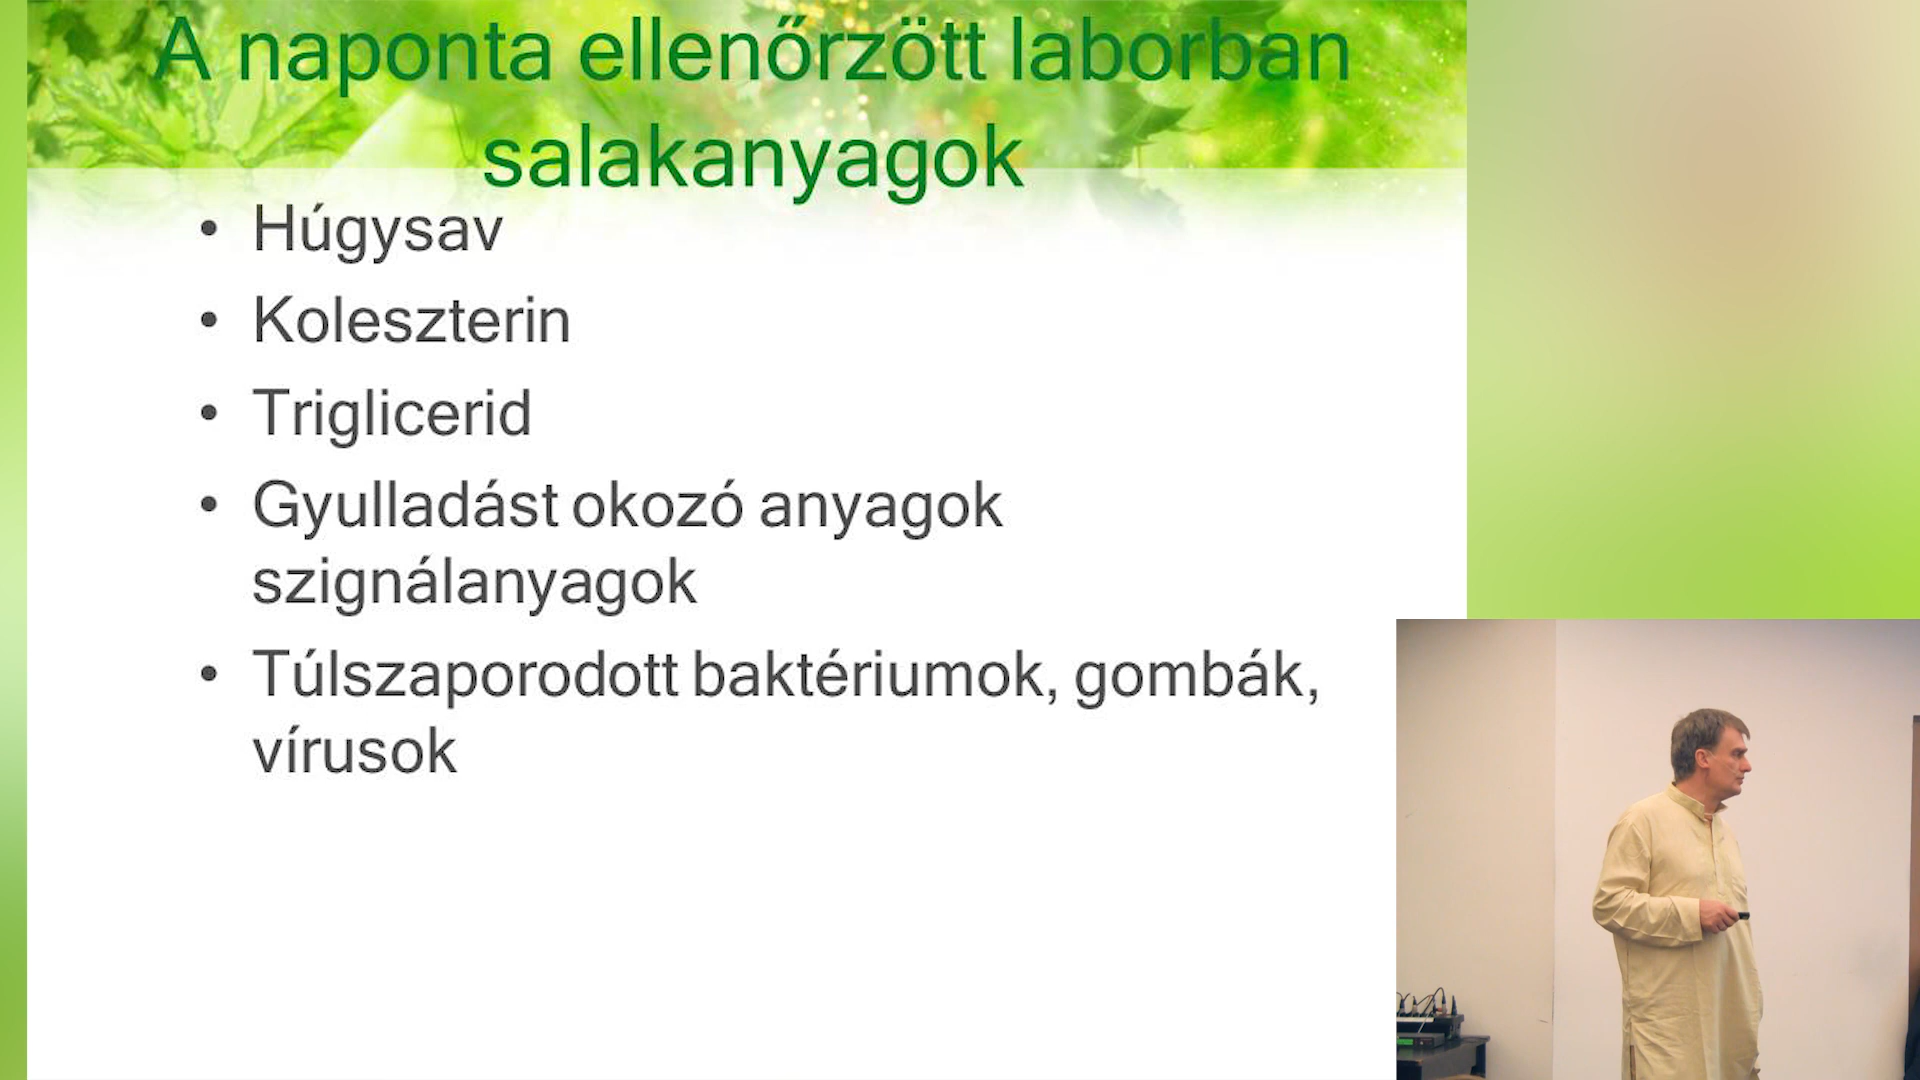 A naponta ellenőrzött laborban
salakanyagok
• Húgysav
• Koleszterin
• Triglicerid
• Gyulladást okozó anyagok
szignálanyagok
• Túlszaporodott baktériumok, gombák,
vírusok